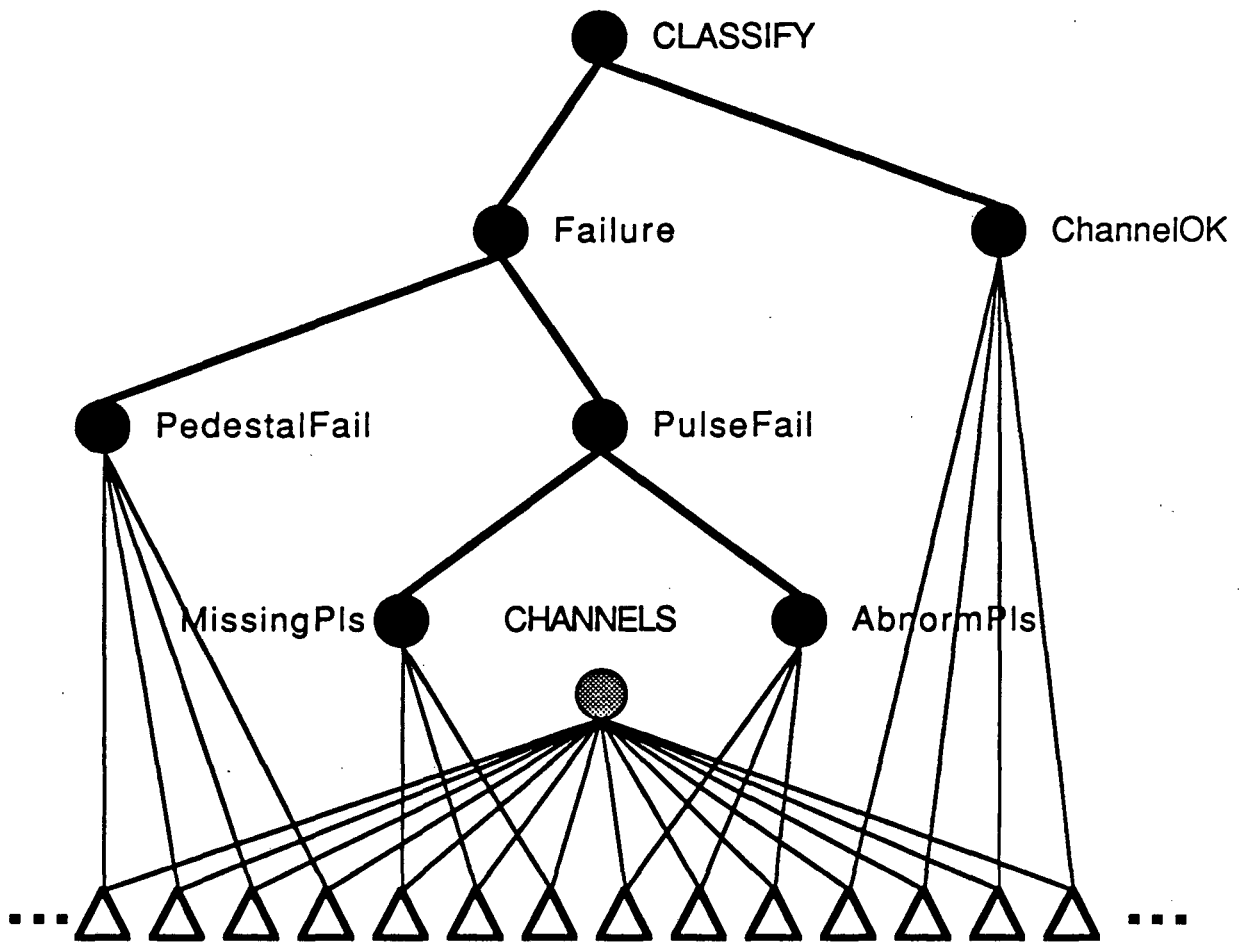 CLASSIFY
Failure
ChannelOK
PedestalFail
PulseFail
MissingPls
CHANNELS
AbnormPls